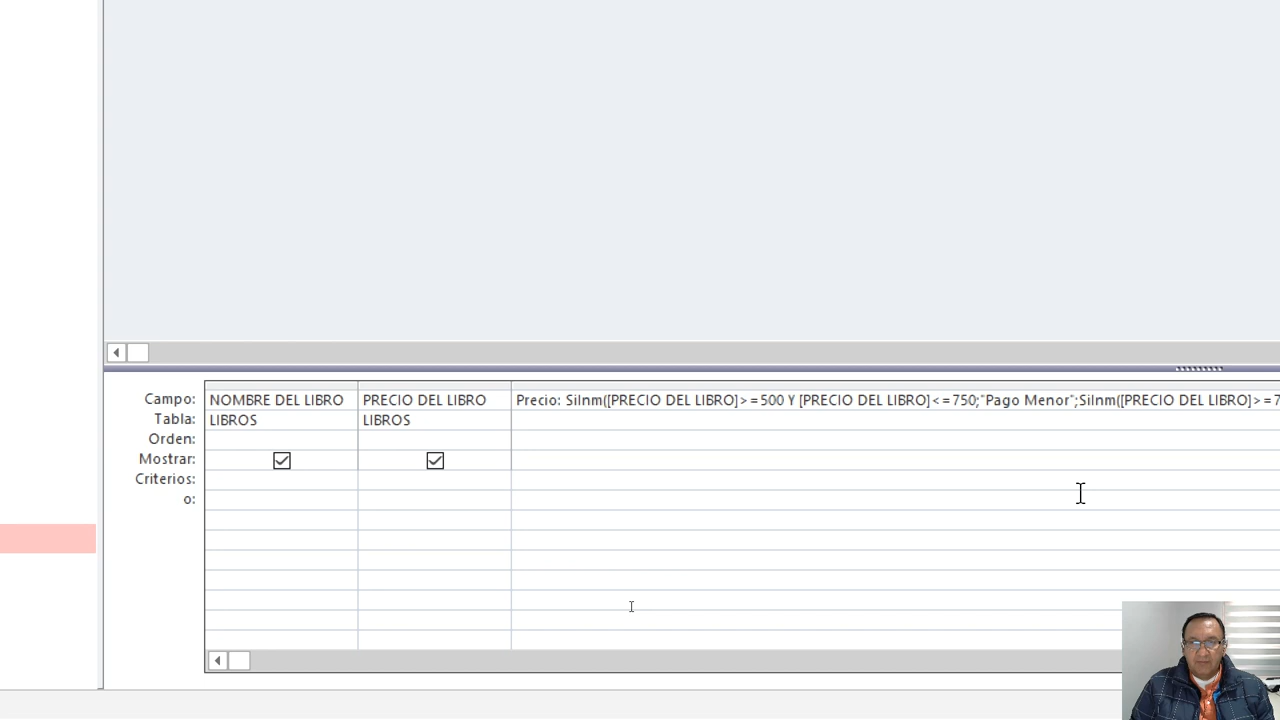 Campo: NOMBRE DEL LIBRO PRECIO DEL LIBRO Precio: SiInm([PRECIO DEL LIBRO]>=500 Y [PRECIO DEL LIBRO]<=750;"Pago Menor";SiInm([PRECIO DEL LIBRO]>=7
Tabla: LIBROS LIBROS
Orden:
Mostrar:
Criterios:
o: